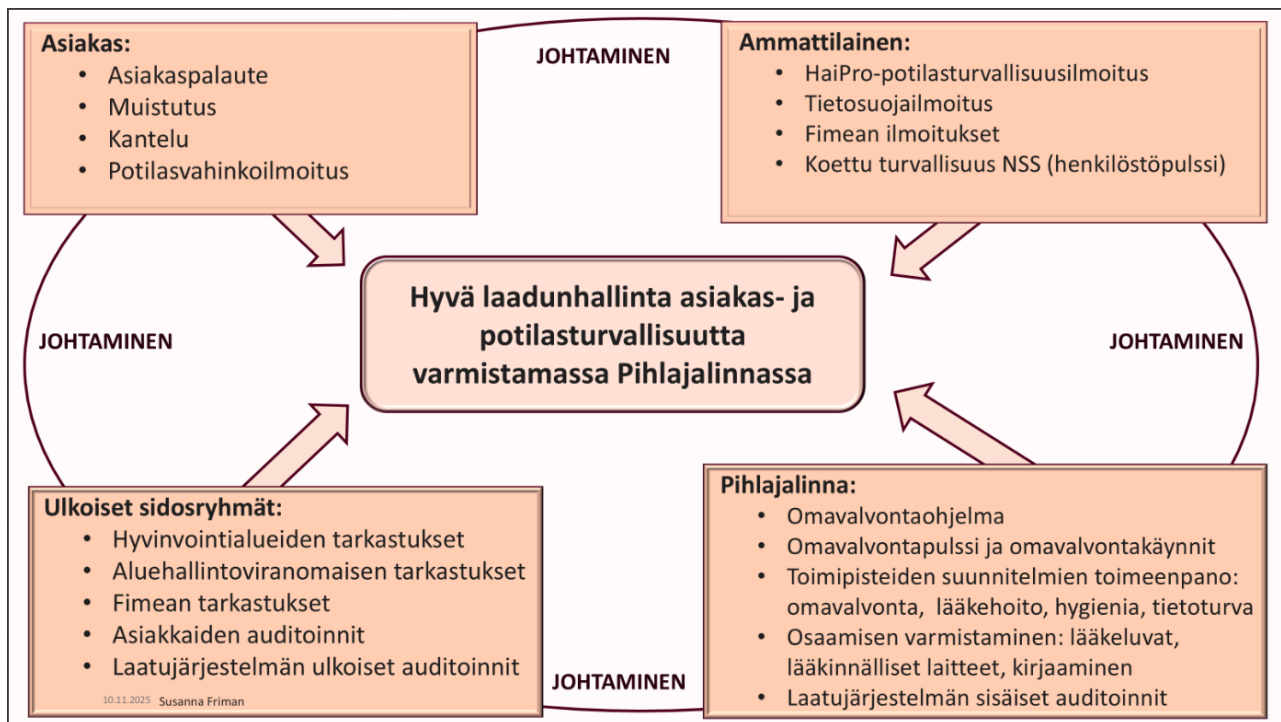 Asiakas:
• Asiakaspalaute
• Muistutus
• Kantelu
• Potilasvahinkoilmoitus
JOHTAMINEN
Ammattilainen:
• HaiPro-potilasturvallisuusilmoitus
• Tietosuojailmoitus
• Fimean ilmoitukset
• Koettu turvallisuus NSS (henkilöstöpulssi)
JOHTAMINEN
Hyvä laadunhallinta asiakas- ja
potilasturvallisuutta
varmistamassa Pihlajalinnassa
JOHTAMINEN
Ulkoiset sidosryhmät:
• Hyvinvointialueiden tarkastukset
• Aluehallintoviranomaisen tarkastukset
• Fimean tarkastukset
• Asiakkaiden auditoinnit
• Laatujärjestelmän ulkoiset auditoinnit
10.11.2025 Susanna Friman
JOHTAMINEN
Pihlajalinna:
• Omavalvontaohjelma
• Omavalvontapulssi ja omavalvontakäynnit
• Toimipisteiden suunnitelmien toimeenpano:
omavalvonta, lääkehoito, hygienia, tietoturva
• Osaamisen varmistaminen: lääkeluvat,
lääkinnälliset laitteet, kirjaaminen
• Laatujärjestelmän sisäiset auditoinnit